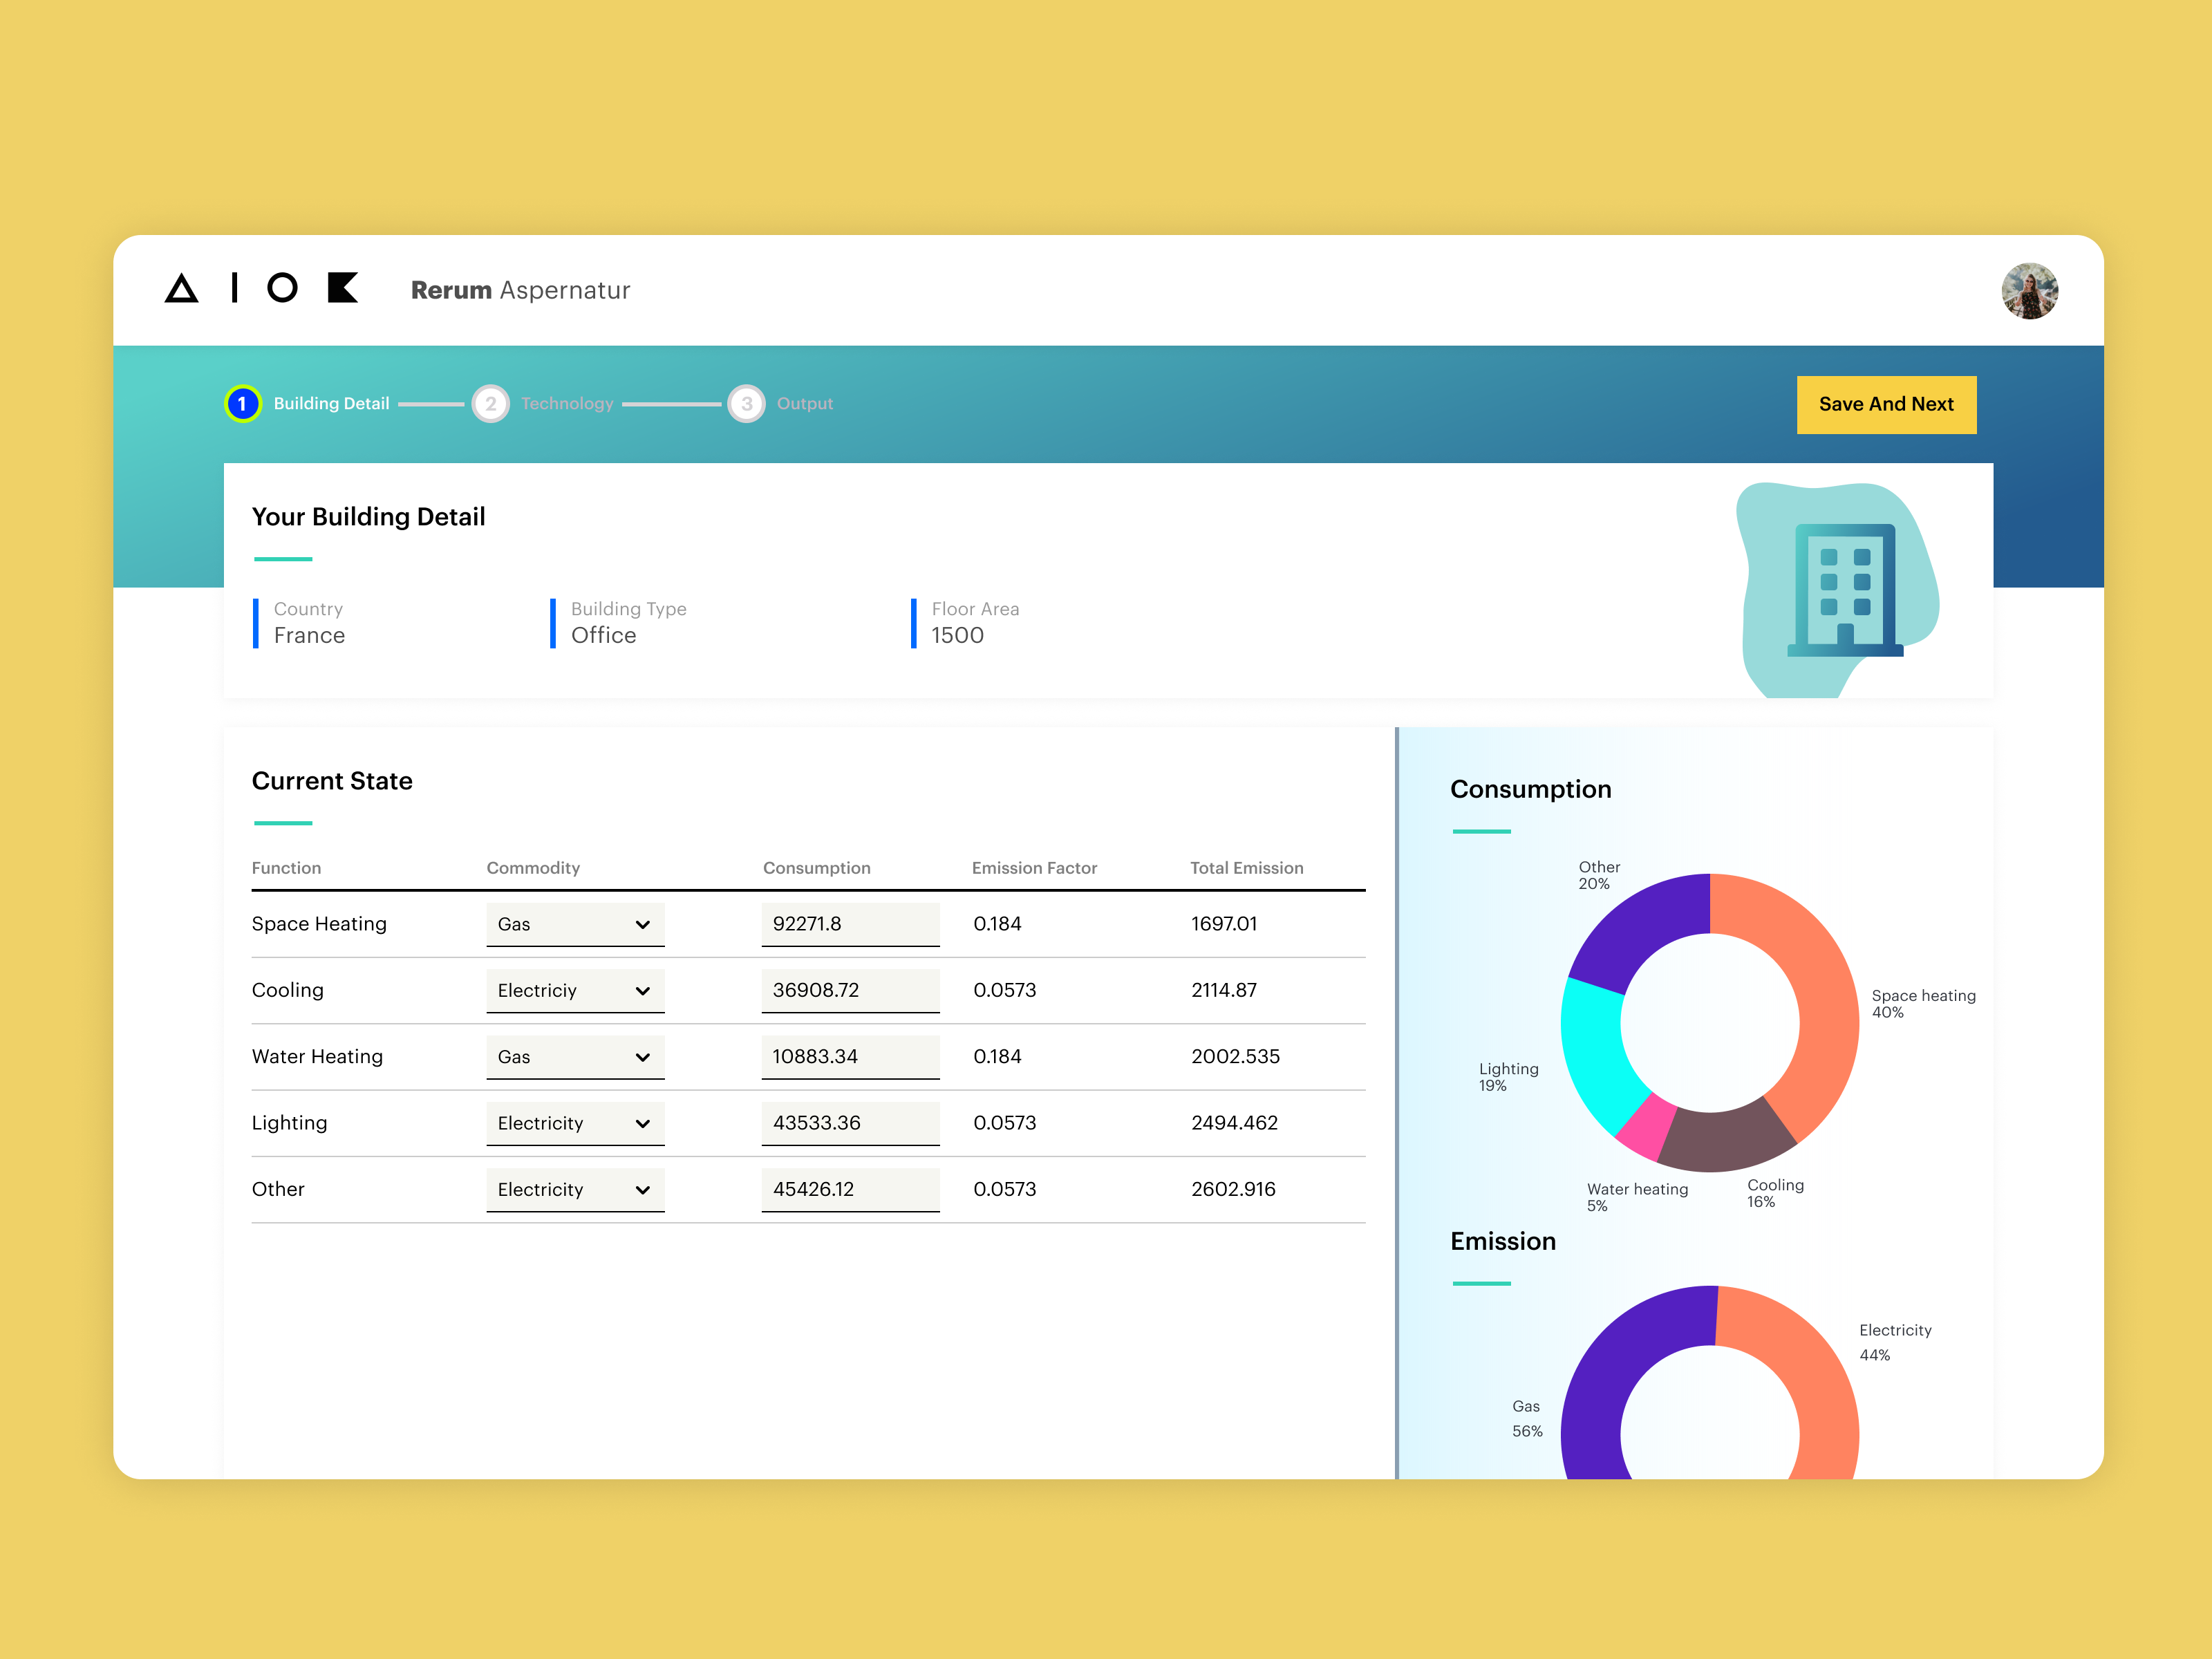 AIOK
Rerum Aspernatur
1 Building Detail 2 Technology 3 Output
Save And Next
Your Building Detail
Country
France
Building Type
Office
Floor Area
1500
Current State
Function Commodity Consumption Emission Factor Total Emission
Space Heating Gas 92271.8 0.184 1697.01
Cooling Electriciy 36908.72 0.0573 2114.87
Water Heating Gas 10883.34 0.184 2002.535
Lighting Electricity 43533.36 0.0573 2494.462
Other Electricity 45426.12 0.0573 2602.916
Consumption
Other
20%
Space heating
40%
Lighting
19%
Water heating
5%
Cooling
16%
Emission
Electricity
44%
Gas
56%